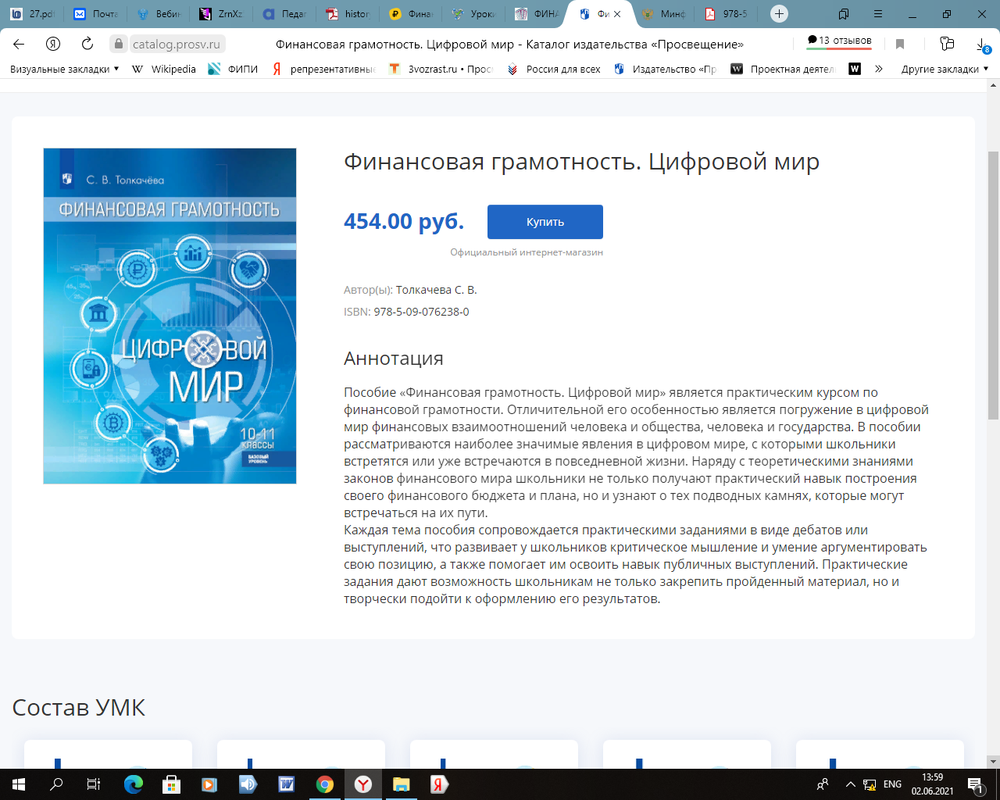 27.pd
Почта
Вебин
ZrnXz
Педаг
histor
Финан
Уроки
ФИНА
Фи
Минф
978-5
catalog.prosv.ru
Финансовая грамотность. Цифровой мир - Каталог издательства «Просвещение»
13 отзывов
8
Визуальные закладки
Wikipedia
ФИПИ
репрезентативные
3vozrast.ru • Прос
Россия для всех
Издательство «Пр
Проектная деятел
Другие закладки
С. В. Толкачёва
ФИНАНСОВАЯ ГРАМОТНОСТЬ
ЦИФРОВОЙ
МИР
10-11
КЛАССЫ
БАЗОВЫЙ
УРОВЕНЬ
Финансовая грамотность. Цифровой мир
454.00 руб.
Купить
Официальный интернет-магазин
Автор(ы): Толкачева С. В.
ISBN: 978-5-09-076238-0
Аннотация
Пособие «Финансовая грамотность. Цифровой мир» является практическим курсом по
финансовой грамотности. Отличительной его особенностью является погружение в цифровой
мир финансовых взаимоотношений человека и общества, человека и государства. В пособии
рассматриваются наиболее значимые явления в цифровом мире, с которыми школьники
встретятся или уже встречаются в повседневной жизни. Наряду с теоретическими знаниями
законов финансового мира школьники не только получают практический навык построения
своего финансового бюджета и плана, но и узнают о тех подводных камнях, которые могут
встречаться на их пути.
Каждая тема пособия сопровождается практическими заданиями в виде дебатов или
выступлений, что развивает у школьников критическое мышление и умение аргументировать
свою позицию, а также помогает им освоить навык публичных выступлений. Практические
задания дают возможность школьникам не только закрепить пройденный материал, но и
творчески подойти к оформлению его результатов.
Состав УМК
ENG
13:59
02.06.2021
1